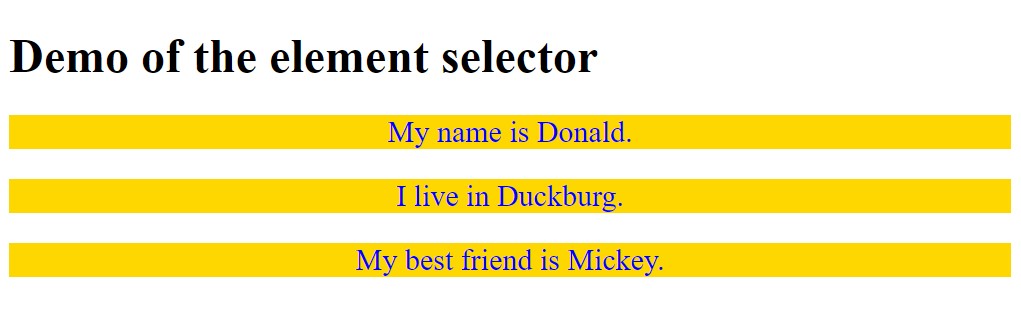 Demo of the element selector
My name is Donald.
I live in Duckburg.
My best friend is Mickey.